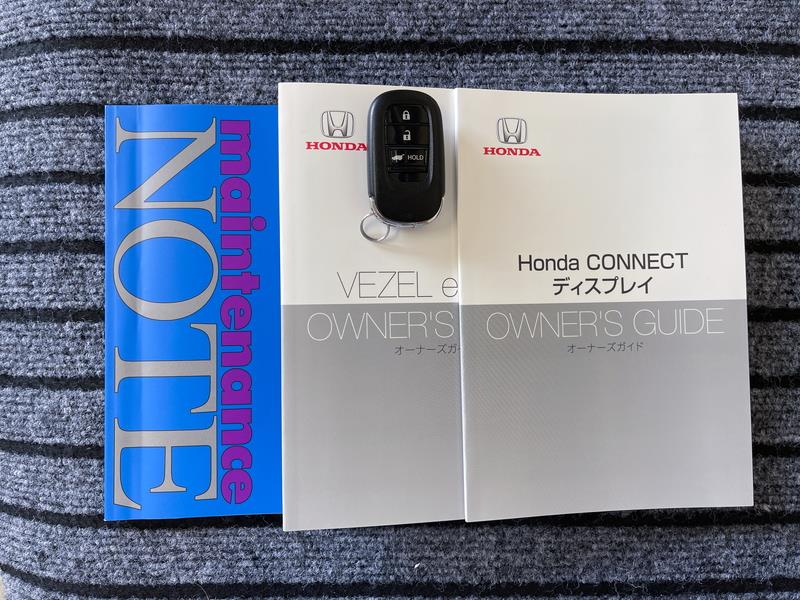 maintenance
NOTE
HONDA
VEZEL e
OWNER'S
オーナーズガイ
HOLD
HONDA
Honda CONNECT
ディスプレイ
OWNER'S GUIDE
オーナーズガイド